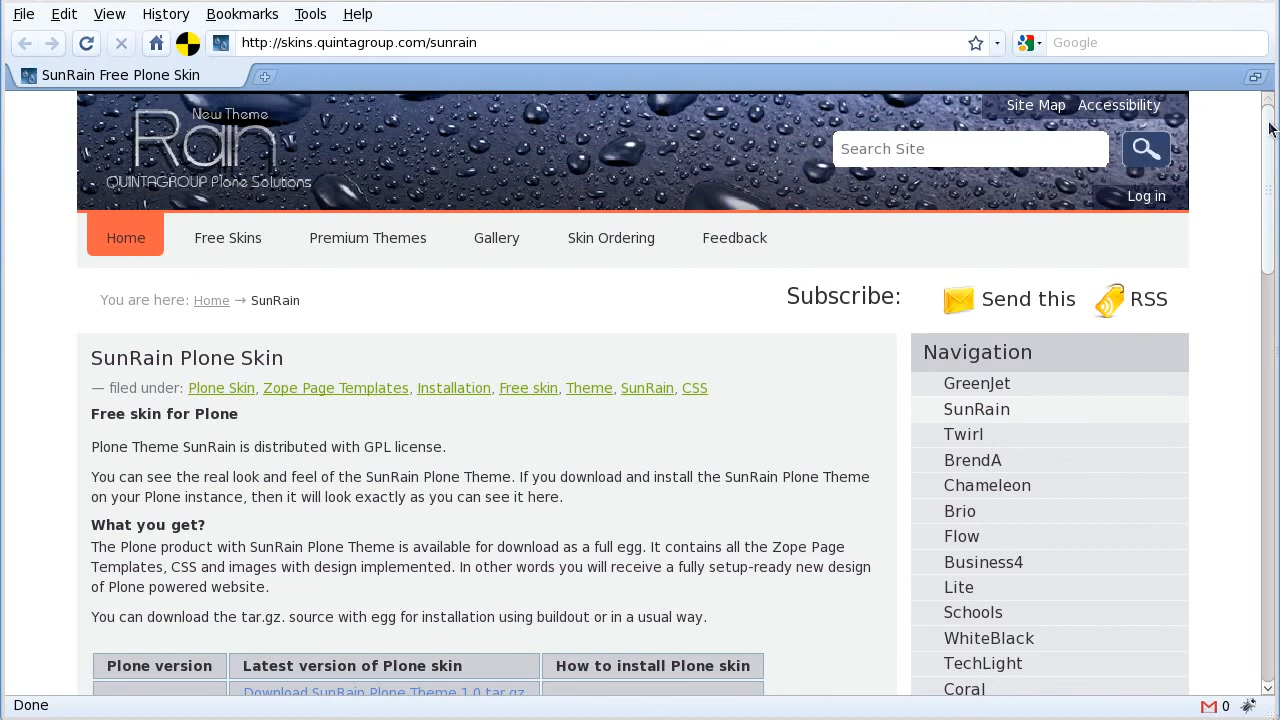 File Edit View History Bookmarks Tools Help
http://skins.quintagroup.com/sunrain
Google
SunRain Free Plone Skin
Site Map Accessibility
New Theme
Rain
QUINTAGROUP Plone Solutions
Search Site
Log in
Home Free Skins Premium Themes Gallery Skin Ordering Feedback
You are here: Home → SunRain
Subscribe: Send this RSS
SunRain Plone Skin
— filed under: Plone Skin, Zope Page Templates, Installation, Free skin, Theme, SunRain, CSS
Free skin for Plone
Plone Theme SunRain is distributed with GPL license.
You can see the real look and feel of the SunRain Plone Theme. If you download and install the SunRain Plone Theme
on your Plone instance, then it will look exactly as you can see it here.
What you get?
The Plone product with SunRain Plone Theme is available for download as a full egg. It contains all the Zope Page
Templates, CSS and images with design implemented. In other words you will receive a fully setup-ready new design
of Plone powered website.
You can download the tar.gz. source with egg for installation using buildout or in a usual way.
Plone version Latest version of Plone skin How to install Plone skin
Download SunRain Plone Theme 1.0 tar.gz
Navigation
GreenJet
SunRain
Twirl
BrendA
Chameleon
Brio
Flow
Business4
Lite
Schools
WhiteBlack
TechLight
Coral
Done
0